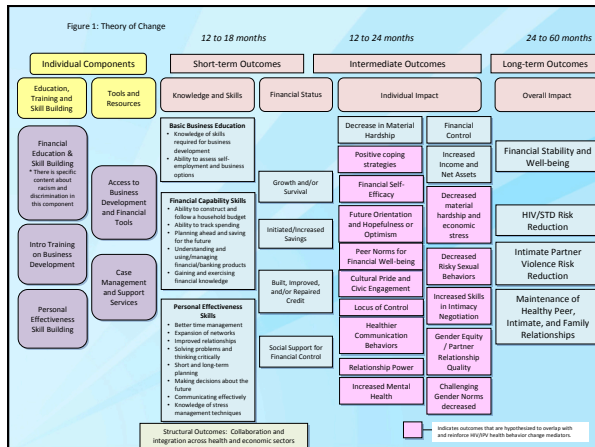 Figure 1: Theory of Change
12 to 18 months
12 to 24 months
24 to 60 months
Individual Components
Short-term Outcomes
Intermediate Outcomes
Long-term Outcomes
Education,
Training and
Skill Building
Tools and
Resources
Knowledge and Skills
Financial Status
Individual Impact
Overall Impact
Financial
Education &
Skill Building
* There is specific
content about
racism and
discrimination in
this component
Intro Training
on Business
Development
Personal
Effectiveness
Skill Building
Access to
Business
Development
and Financial
Tools
Case
Management
and Support
Services
Basic Business Education
• Knowledge of skills
required for business
development
• Ability to assess self-
employment and business
options
Financial Capability Skills
• Ability to construct and
follow a household budget
• Ability to track spending
• Planning ahead and saving
for the future
• Understanding and
using/managing
financial/banking products
• Gaining and exercising
financial knowledge
Personal Effectiveness
Skills
• Better time management
• Expansion of networks
• Improved relationships
• Solving problems and
thinking critically
• Short and long-term
planning
• Making decisions about the
future
• Communicating effectively
• Knowledge of stress
management techniques
Growth and/or
Survival
Initiated/Increased
Savings
Built, Improved,
and/or Repaired
Credit
Social Support for
Financial Control
Decrease in Material
Hardship
Positive coping
strategies
Financial Self-
Efficacy
Future Orientation
and Hopefulness or
Optimism
Peer Norms for
Financial Well-being
Cultural Pride and
Civic Engagement
Locus of Control
Healthier
Communication
Behaviors
Relationship Power
Increased Mental
Health
Financial
Control
Increased
Income and
Net Assets
Decreased
material
hardship and
economic
stress
Decreased
Risky Sexual
Behaviors
Increased Skills
in Intimacy
Negotiation
Gender Equity
/ Partner
Relationship
Quality
Challenging
Gender Norms
decreased
Financial Stability and
Well-being
HIV/STD Risk
Reduction
Intimate Partner
Violence Risk
Reduction
Maintenance of
Healthy Peer,
Intimate, and Family
Relationships
Structural Outcomes: Collaboration and
integration across health and economic sectors
Indicates outcomes that are hypothesized to overlap with
and reinforce HIV/IPV health behavior change mediators.